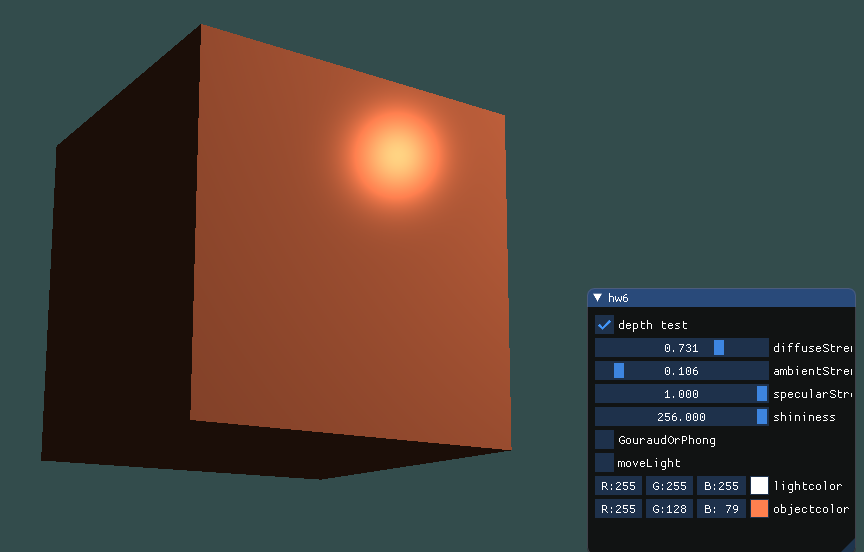 hw6
depth test
0.731 diffuseStre
0.106 ambientStre
1.000 specularStr
256.000 shininess
GouraudOrPhong
moveLight
R:255 G:255 B:255 lightcolor
R:255 G:128 B: 79 objectcolor